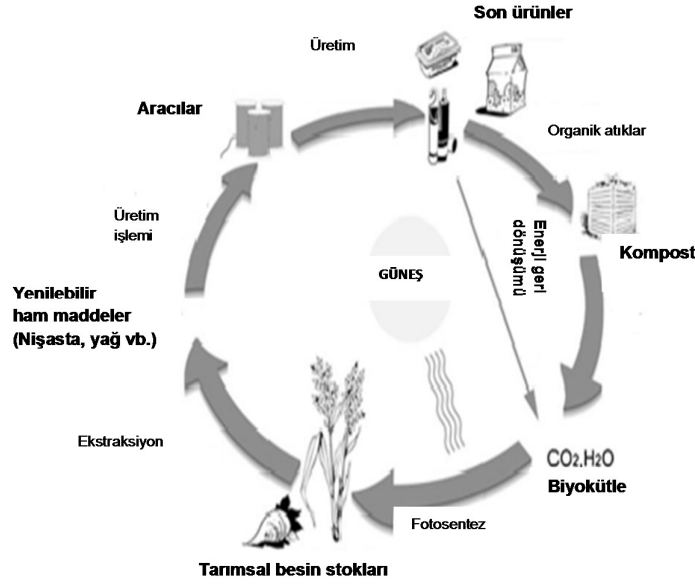 Son ürünler
Üretim
Aracılar
Organik atıklar
Üretim
işlemi
Enerji geri
dönüşümü
Kompost
GÜNEŞ
Yenilebilir
ham maddeler
(Nişasta, yağ vb.)
Ekstraksiyon
CO2.H2O
Biyokütle
Fotosentez
Tarımsal besin stokları